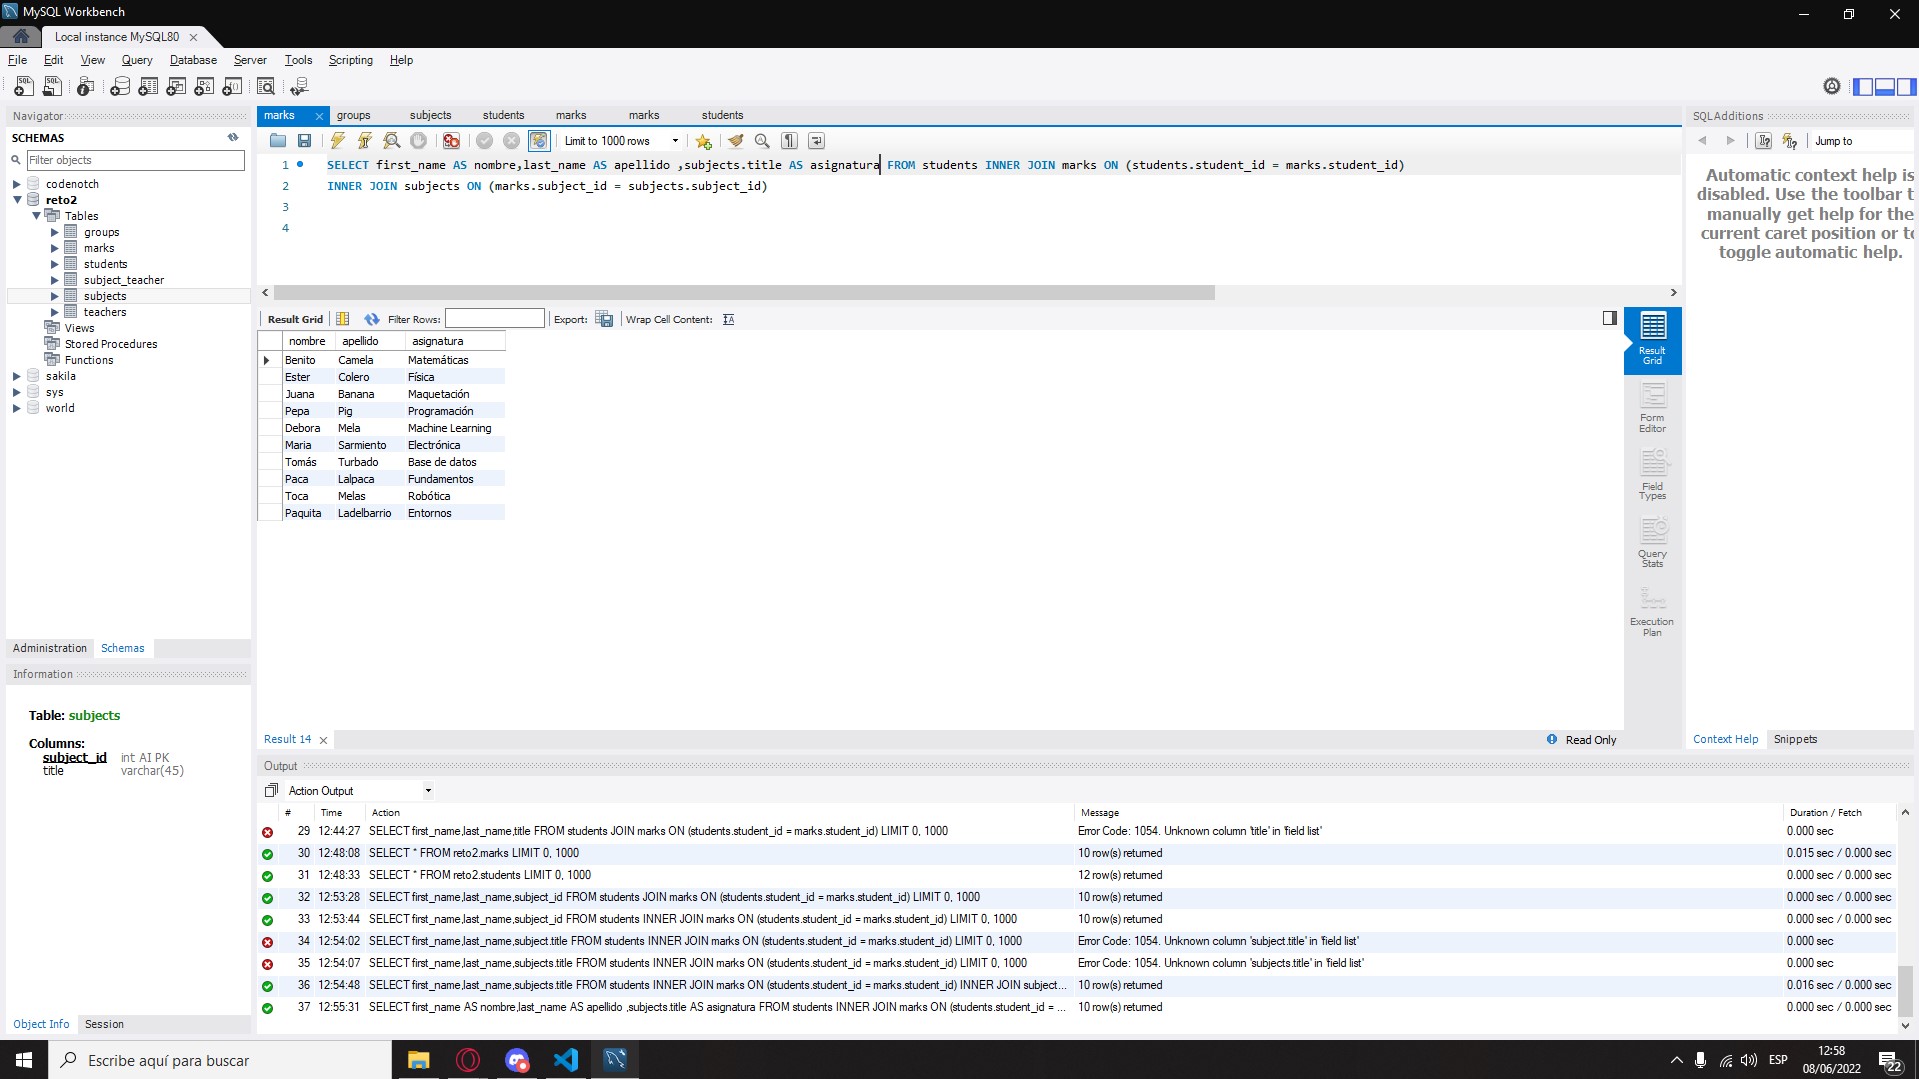 MySQL Workbench
Local instance MySQL80
File Edit View Query Database Server Tools Scripting Help
Navigator
SCHEMAS
Filter objects
codenotch
reto2
Tables
groups
marks
students
subject_teacher
subjects
teachers
Views
Stored Procedures
Functions
sakila
sys
world
Administration Schemas
Information
Table: subjects
Columns:
subject_id int AI PK
title varchar(45)
Object Info Session
marks groups subjects students marks marks students
Limit to 1000 rows
1 SELECT first_name AS nombre,last_name AS apellido ,subjects.title AS asignatura FROM students INNER JOIN marks ON (students.student_id = marks.student_id)
2 INNER JOIN subjects ON (marks.subject_id = subjects.subject_id)
3
4
Result Grid Filter Rows: Export: Wrap Cell Content:
nombre apellido asignatura
Benito Camela Matemáticas
Ester Colero Física
Juana Banana Maquetación
Pepa Pig Programación
Debora Mela Machine Learning
Maria Sarmiento Electrónica
Tomás Turbado Base de datos
Paca Lalpaca Fundamentos
Toca Melas Robótica
Paquita Ladelbarrio Entornos
Result Grid
Form Editor
Field Types
Query Stats
Execution Plan
Result 14
Read Only
SQLAdditions
Jump to
Automatic context help is
disabled. Use the toolbar t
manually get help for the
current caret position or to
toggle automatic help.
Context Help Snippets
Output
Action Output
# Time Action Message Duration / Fetch
29 12:44:27 SELECT first_name,last_name,title FROM students JOIN marks ON (students.student_id = marks.student_id) LIMIT 0, 1000 Error Code: 1054. Unknown column 'title' in 'field list' 0.000 sec
30 12:48:08 SELECT * FROM reto2.marks LIMIT 0, 1000 10 row(s) returned 0.015 sec / 0.000 sec
31 12:48:33 SELECT * FROM reto2.students LIMIT 0, 1000 12 row(s) returned 0.000 sec / 0.000 sec
32 12:53:28 SELECT first_name,last_name,subject_id FROM students JOIN marks ON (students.student_id = marks.student_id) LIMIT 0, 1000 10 row(s) returned 0.000 sec / 0.000 sec
33 12:53:44 SELECT first_name,last_name,subject_id FROM students INNER JOIN marks ON (students.student_id = marks.student_id) LIMIT 0, 1000 10 row(s) returned 0.000 sec / 0.000 sec
34 12:54:02 SELECT first_name,last_name,subject.title FROM students INNER JOIN marks ON (students.student_id = marks.student_id) LIMIT 0, 1000 Error Code: 1054. Unknown column 'subject.title' in 'field list' 0.000 sec
35 12:54:07 SELECT first_name,last_name,subjects.title FROM students INNER JOIN marks ON (students.student_id = marks.student_id) LIMIT 0, 1000 Error Code: 1054. Unknown column 'subjects.title' in 'field list' 0.000 sec
36 12:54:48 SELECT first_name,last_name,subjects.title FROM students INNER JOIN marks ON (students.student_id = marks.student_id) INNER JOIN subject... 10 row(s) returned 0.016 sec / 0.000 sec
37 12:55:31 SELECT first_name AS nombre,last_name AS apellido ,subjects.title AS asignatura FROM students INNER JOIN marks ON (students.student_id = ... 10 row(s) returned 0.000 sec / 0.000 sec
Escribe aquí para buscar
ESP
12:58
08/06/2022
22